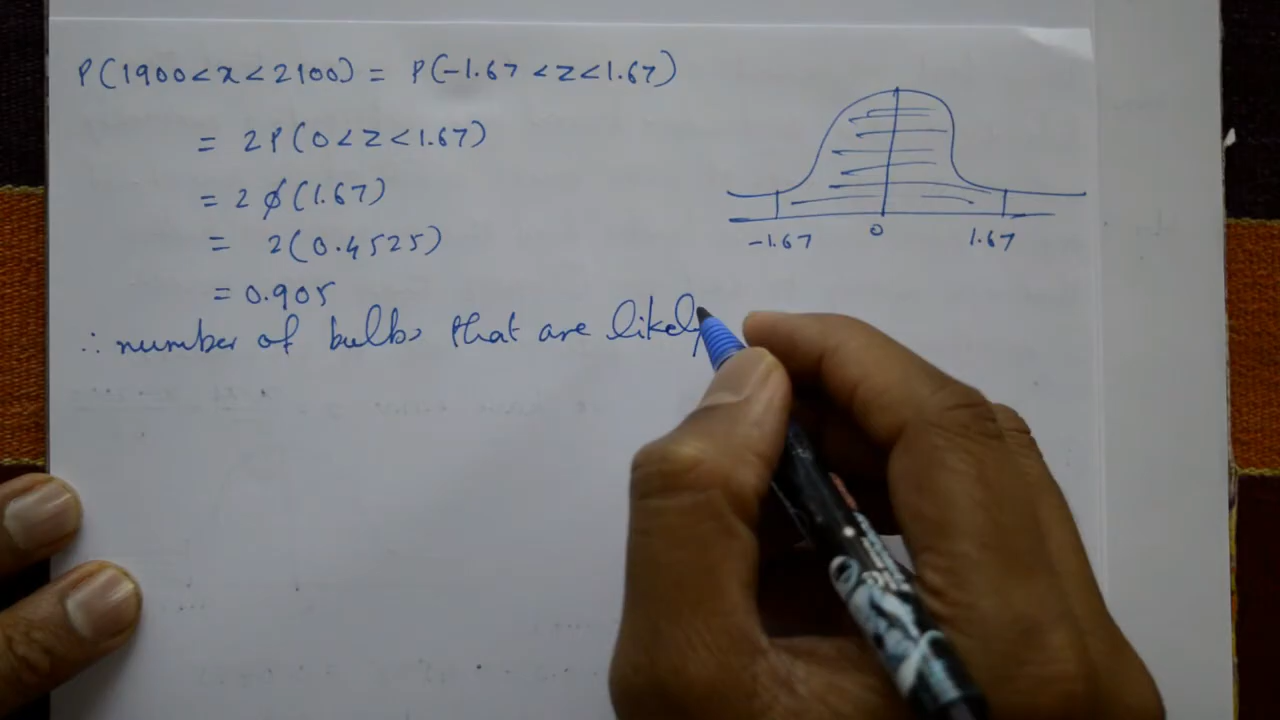 P(1900<x<2100) = P(-1.67<z<1.67)
= 2P(0<z<1.67)
= 2ϕ(1.67)
= 2(0.4525)
= 0.905
-1.67 0 1.67
∴ number of bulbs that are likely